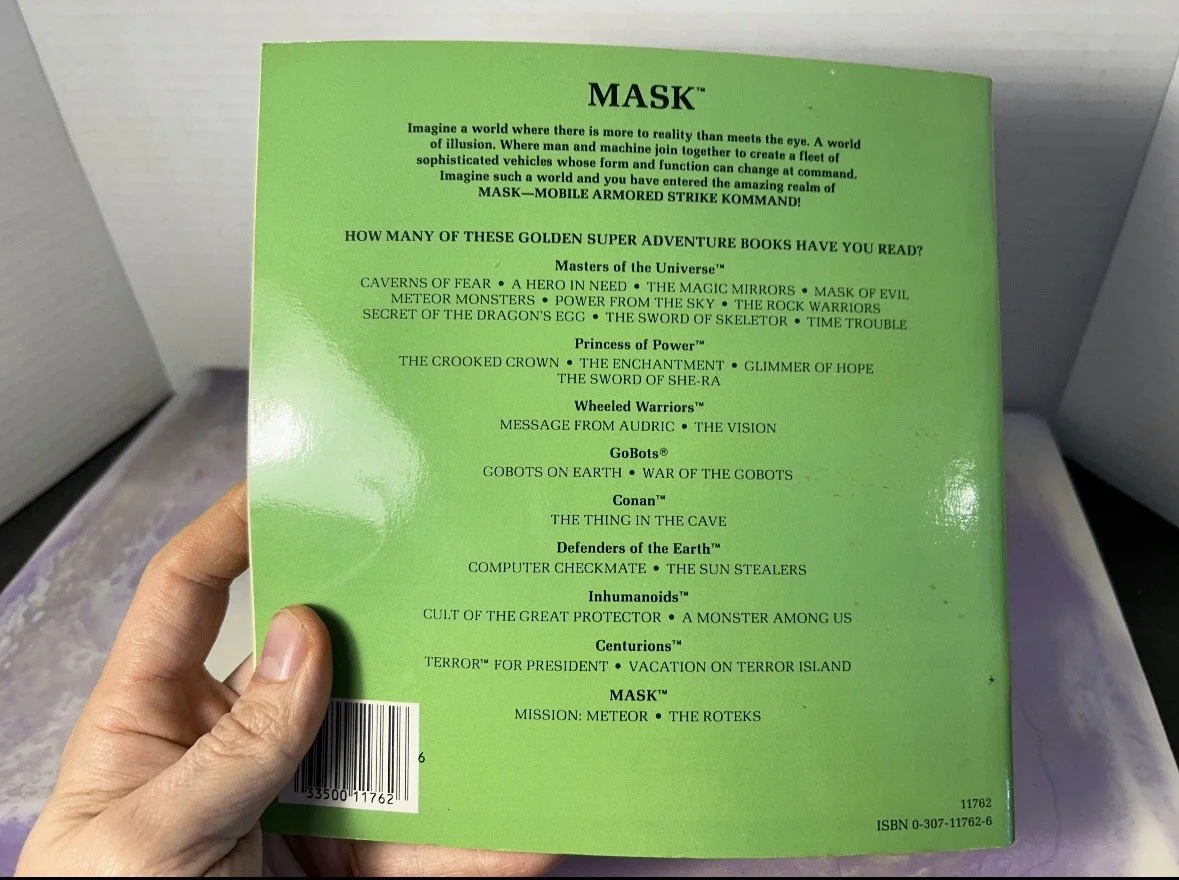 MASK™
Imagine a world where there is more to reality than meets the eye. A world
of illusion. Where man and machine join together to create a fleet of
sophisticated vehicles whose form and function can change at command.
Imagine such a world and you have entered the amazing realm of
MASK—MOBILE ARMORED STRIKE KOMMAND!
HOW MANY OF THESE GOLDEN SUPER ADVENTURE BOOKS HAVE YOU READ?
Masters of the Universe™
CAVERNS OF FEAR • A HERO IN NEED • THE MAGIC MIRRORS • MASK OF EVIL
METEOR MONSTERS • POWER FROM THE SKY • THE ROCK WARRIORS
SECRET OF THE DRAGON'S EGG • THE SWORD OF SKELETOR • TIME TROUBLE
Princess of Power™
THE CROOKED CROWN • THE ENCHANTMENT • GLIMMER OF HOPE
THE SWORD OF SHE-RA
Wheeled Warriors™
MESSAGE FROM AUDRIC • THE VISION
GoBots®
GOBOTS ON EARTH • WAR OF THE GOBOTS
Conan™
THE THING IN THE CAVE
Defenders of the Earth™
COMPUTER CHECKMATE • THE SUN STEALERS
Inhumanoids™
CULT OF THE GREAT PROTECTOR • A MONSTER AMONG US
Centurions™
TERROR™ FOR PRESIDENT • VACATION ON TERROR ISLAND
MASK™
MISSION: METEOR • THE ROTEKS
6
33500 11762
11762
ISBN 0-307-11762-6